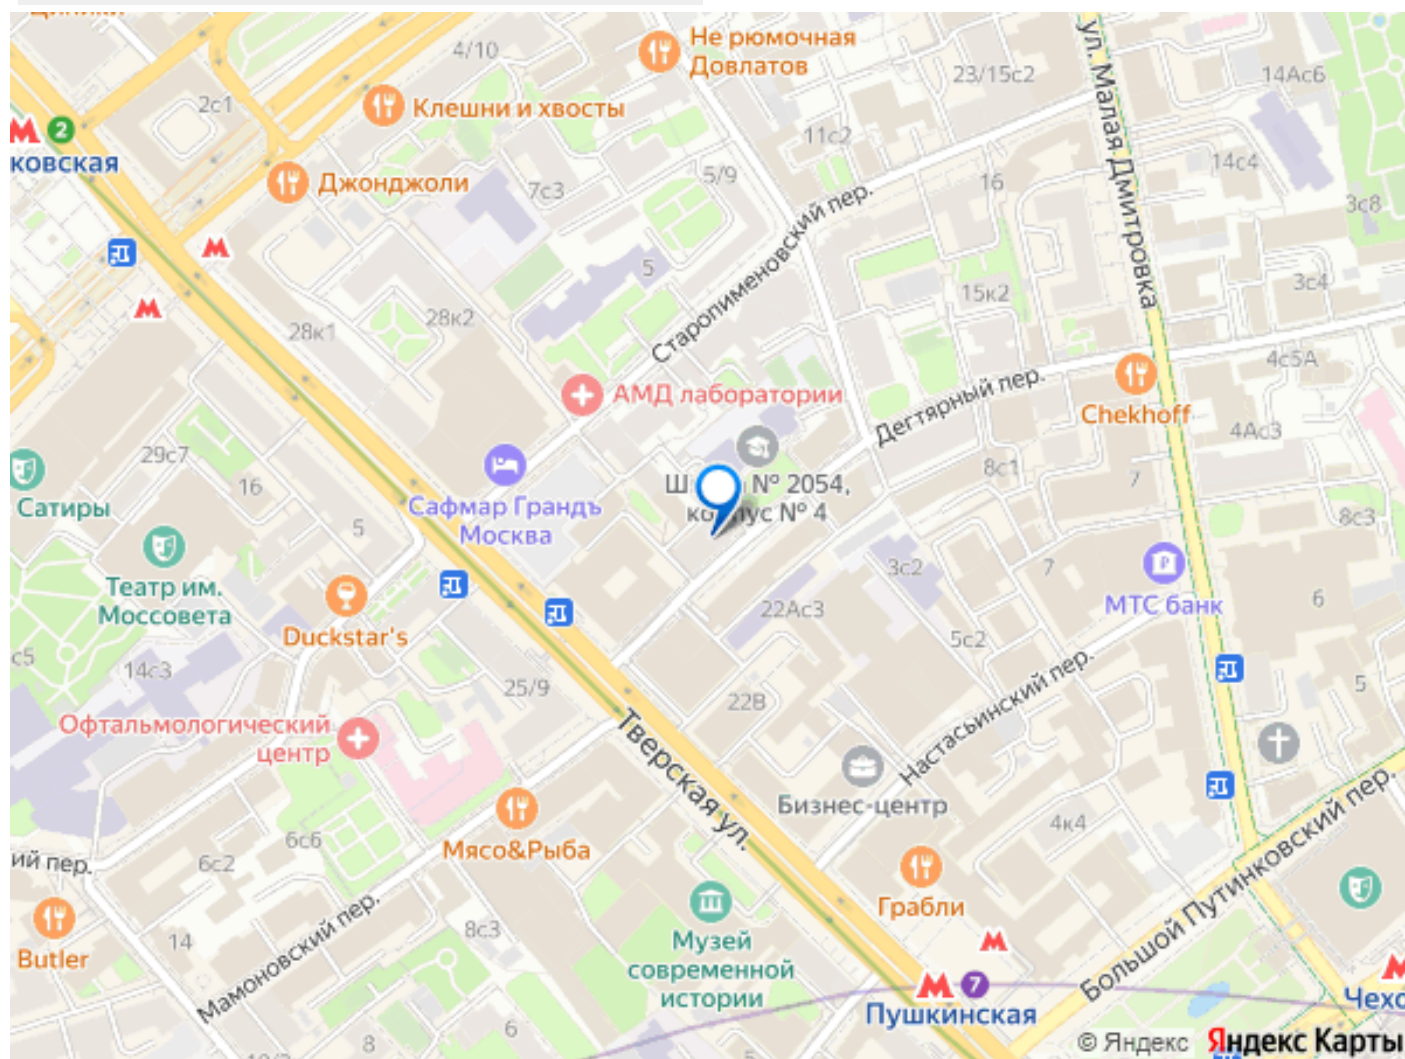 4/10
Не рюмочная
Довлатов
23/15с2
14Ас6
2с1
Клешни и хвосты
11с2
ул. Малая Дмитровка
2
ковская
Джонджоли
7с3
5/9
16
14с4
3с8
Старопименовский пер.
5
15к2
3с4
28к1
28к2
АМД лаборатории
Дегтярный пер.
Chekhoff
4с5А
4Ас3
29с7
16
Сатиры
Сафмар Грандъ
Москва
№ 2054,
№ 4
8с1
7
8с3
5
Театр им.
Моссовета
Duckstar's
3с2
7
МТС банк
6
22Ас3
5с2
с5
14с3
25/9
22В
5
Офтальмологический
центр
Тверская ул.
Настасьинский пер.
Бизнес-центр
6с6
6с2
Мясо&Рыба
4к4
ий пер.
Грабли
Большой Путинковский пер.
Butler
14
Мамоновский пер.
8с3
Музей
современной
истории
7
Пушкинская
Чехо
6
8
© Яндекс Яндекс Карты